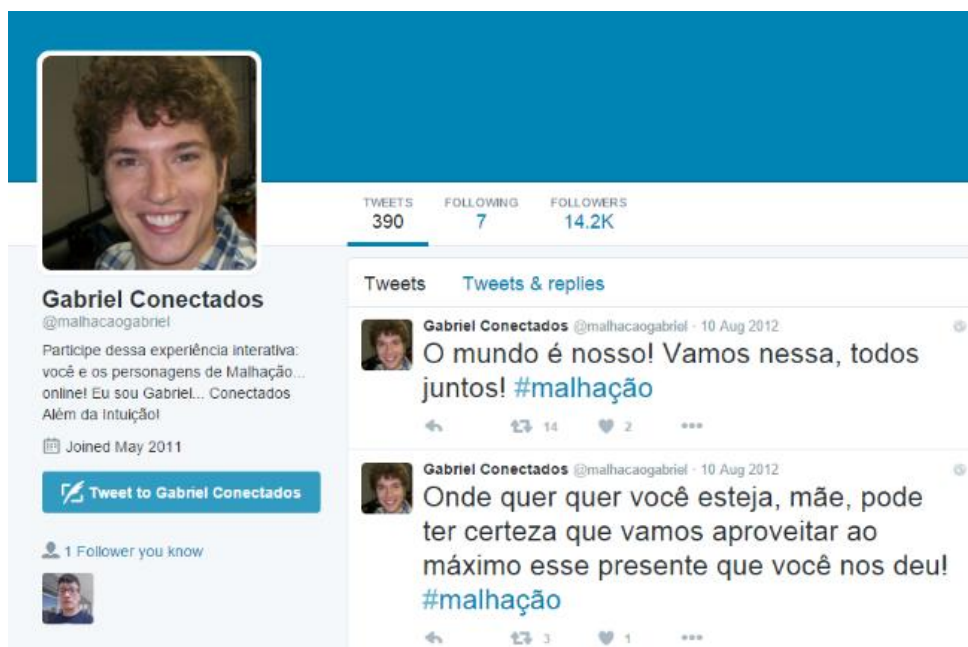 TWEETS FOLLOWING FOLLOWERS
390 7 14.2K
Gabriel Conectados
@malhacaogabriel
Participe dessa experiência interativa:
você e os personagens de Malhação...
online! Eu sou Gabriel... Conectados
Além da Intuição!
Joined May 2011
Tweet to Gabriel Conectados
1 Follower you know
Tweets Tweets & replies
Gabriel Conectados @malhacaogabriel · 10 Aug 2012
O mundo é nosso! Vamos nessa, todos
juntos! #malhação
14 2
Gabriel Conectados @malhacaogabriel · 10 Aug 2012
Onde quer quer você esteja, mãe, pode
ter certeza que vamos aproveitar ao
máximo esse presente que você nos deu!
#malhação
3 1